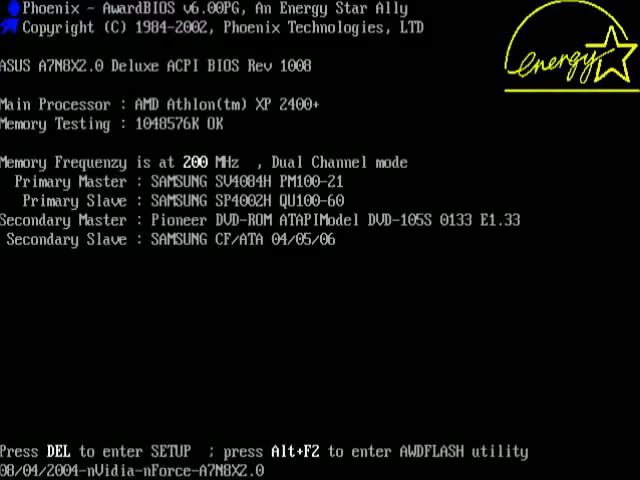 Phoenix - AwardBIOS v6.00PG, An Energy Star Ally
Copyright (C) 1984-2002, Phoenix Technologies, LTD
energy
ASUS A7N8X2.0 Deluxe ACPI BIOS Rev 1008
Main Processor : AMD Athlon(tm) XP 2400+
Memory Testing : 1048576K OK
Memory Frequenzy is at 200 MHz , Dual Channel mode
Primary Master : SAMSUNG SV4084H PM100-21
Primary Slave : SAMSUNG SP4002H QU100-60
Secondary Master : Pioneer DVD-ROM ATAPIModel DVD-105S 0133 E1.33
Secondary Slave : SAMSUNG CF/ATA 04/05/06
Press DEL to enter SETUP ; press Alt+F2 to enter AWDFLASH utility
08/04/2004-nVidia-nForce-A7N8X2.0